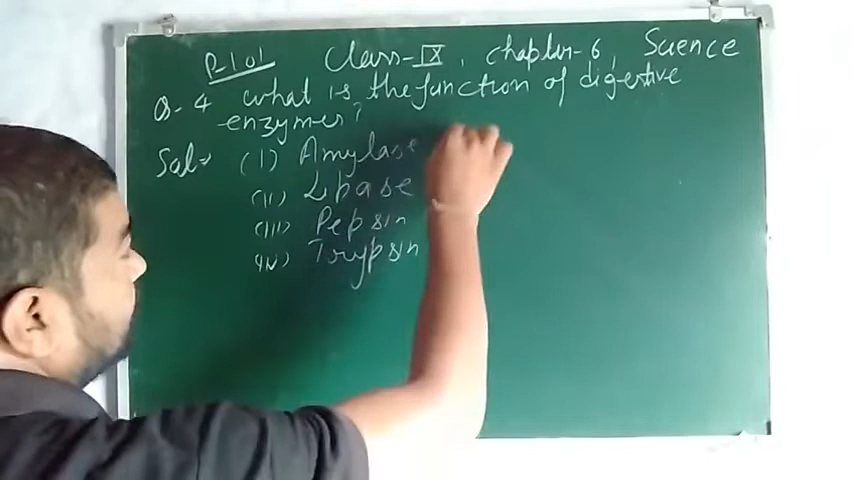 P-101 Class-IX, chapter-6, Science
Q-4 what is the function of digestive
enzymes?
Sol⇒ (i) Amylase
(ii) Lipase
(iii) Pepsin
(iv) Trypsin